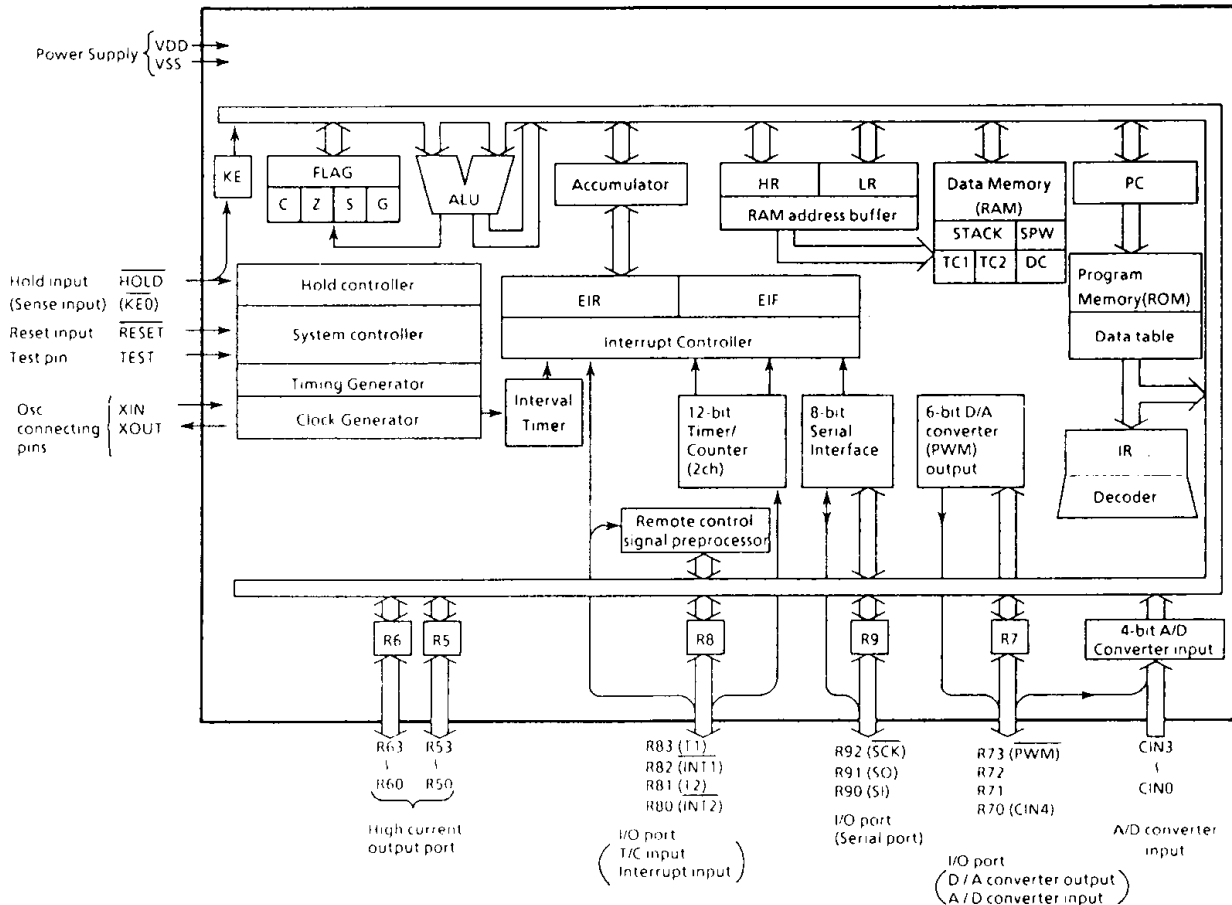 Power Supply VDD
VSS
KE
FLAG
C Z S G
ALU
Accumulator
HR LR
RAM address buffer
Data Memory
(RAM)
STACK SPW
TC1 TC2 DC
PC
Program
Memory(ROM)
Data table
IR
Decoder
Hold input HOLD
(Sense input) (KE0)
Reset input RESET
Test pin TEST
Osc
connecting
pins
XIN
XOUT
Hold controller
System controller
Timing Generator
Clock Generator
EIR EIF
Interrupt Controller
Interval
Timer
12-bit
Timer/
Counter
(2ch)
8-bit
Serial
Interface
6-bit D/A
converter
(PWM)
output
Remote control
signal preprocessor
R6 R5 R8 R9 R7
4-bit A/D
Converter input
R63
~
R60
R53
~
R50
High current
output port
R83 (T1)
R82 (INT1)
R81 (T2)
R80 (INT2)
I/O port
T/C input
Interrupt input
R92 (SCK)
R91 (SO)
R90 (SI)
I/O port
(Serial port)
R73 (PWM)
R72
R71
R70 (CIN4)
I/O port
D/A converter output
A/D converter input
CIN3
~
CIN0
A/D converter
input